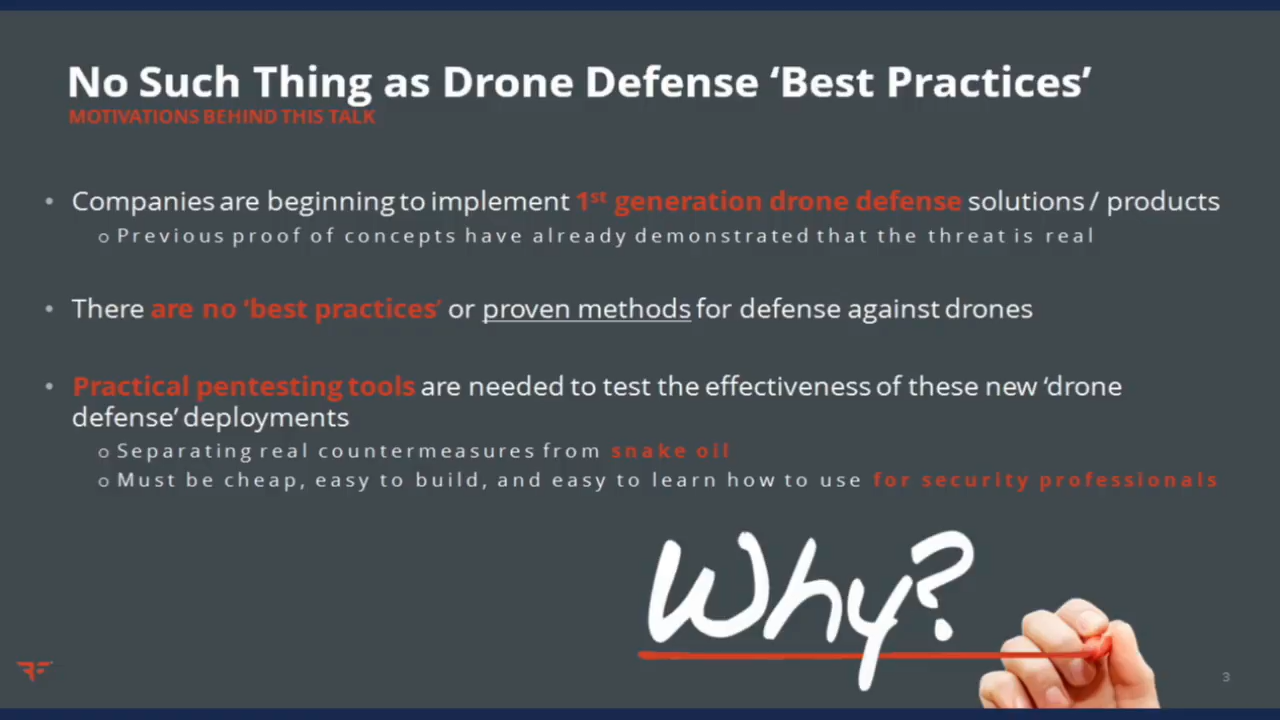 No Such Thing as Drone Defense ‘Best Practices’
MOTIVATIONS BEHIND THIS TALK
• Companies are beginning to implement 1st generation drone defense solutions / products
o Previous proof of concepts have already demonstrated that the threat is real
• There are no ‘best practices’ or proven methods for defense against drones
• Practical pentesting tools are needed to test the effectiveness of these new ‘drone
defense’ deployments
o Separating real countermeasures from snake oil
o Must be cheap, easy to build, and easy to learn how to use for security professionals
Why?
3